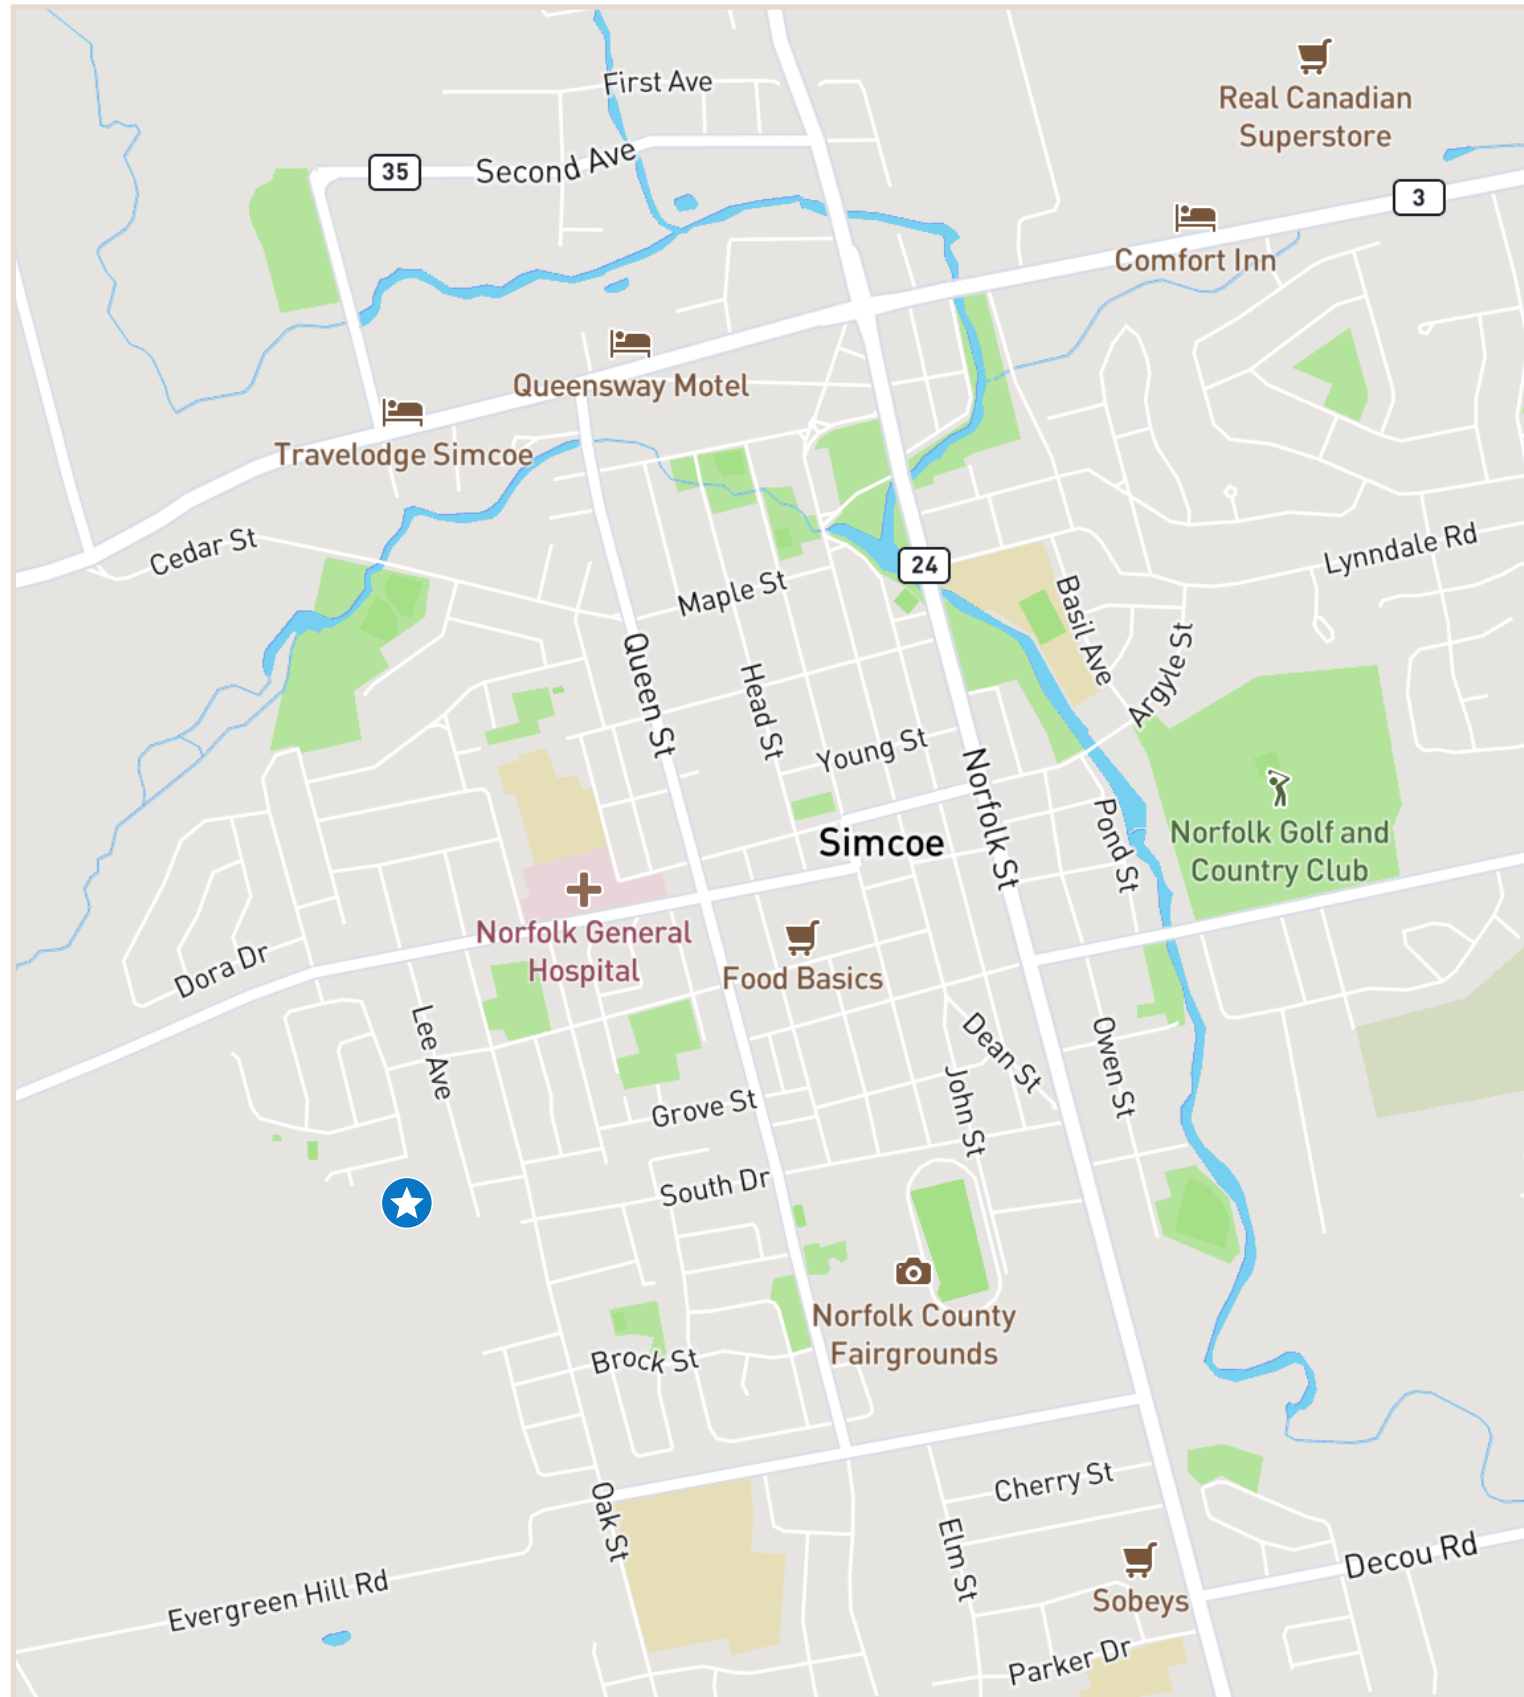 First Ave
Real Canadian
Superstore
35
Second Ave
3
Comfort Inn
Queensway Motel
Travelodge Simcoe
Cedar St
Lynndale Rd
24
Maple St
Basil Ave
Argyle St
Queen St
Head St
Young St
Norfolk St
Pond St
Norfolk Golf and
Country Club
Simcoe
Norfolk General
Hospital
Food Basics
Dora Dr
Lee Ave
Dean St
Owen St
John St
Grove St
South Dr
Norfolk County
Fairgrounds
Brock St
Cherry St
Oak St
Elm St
Decou Rd
Evergreen Hill Rd
Sobeys
Parker Dr